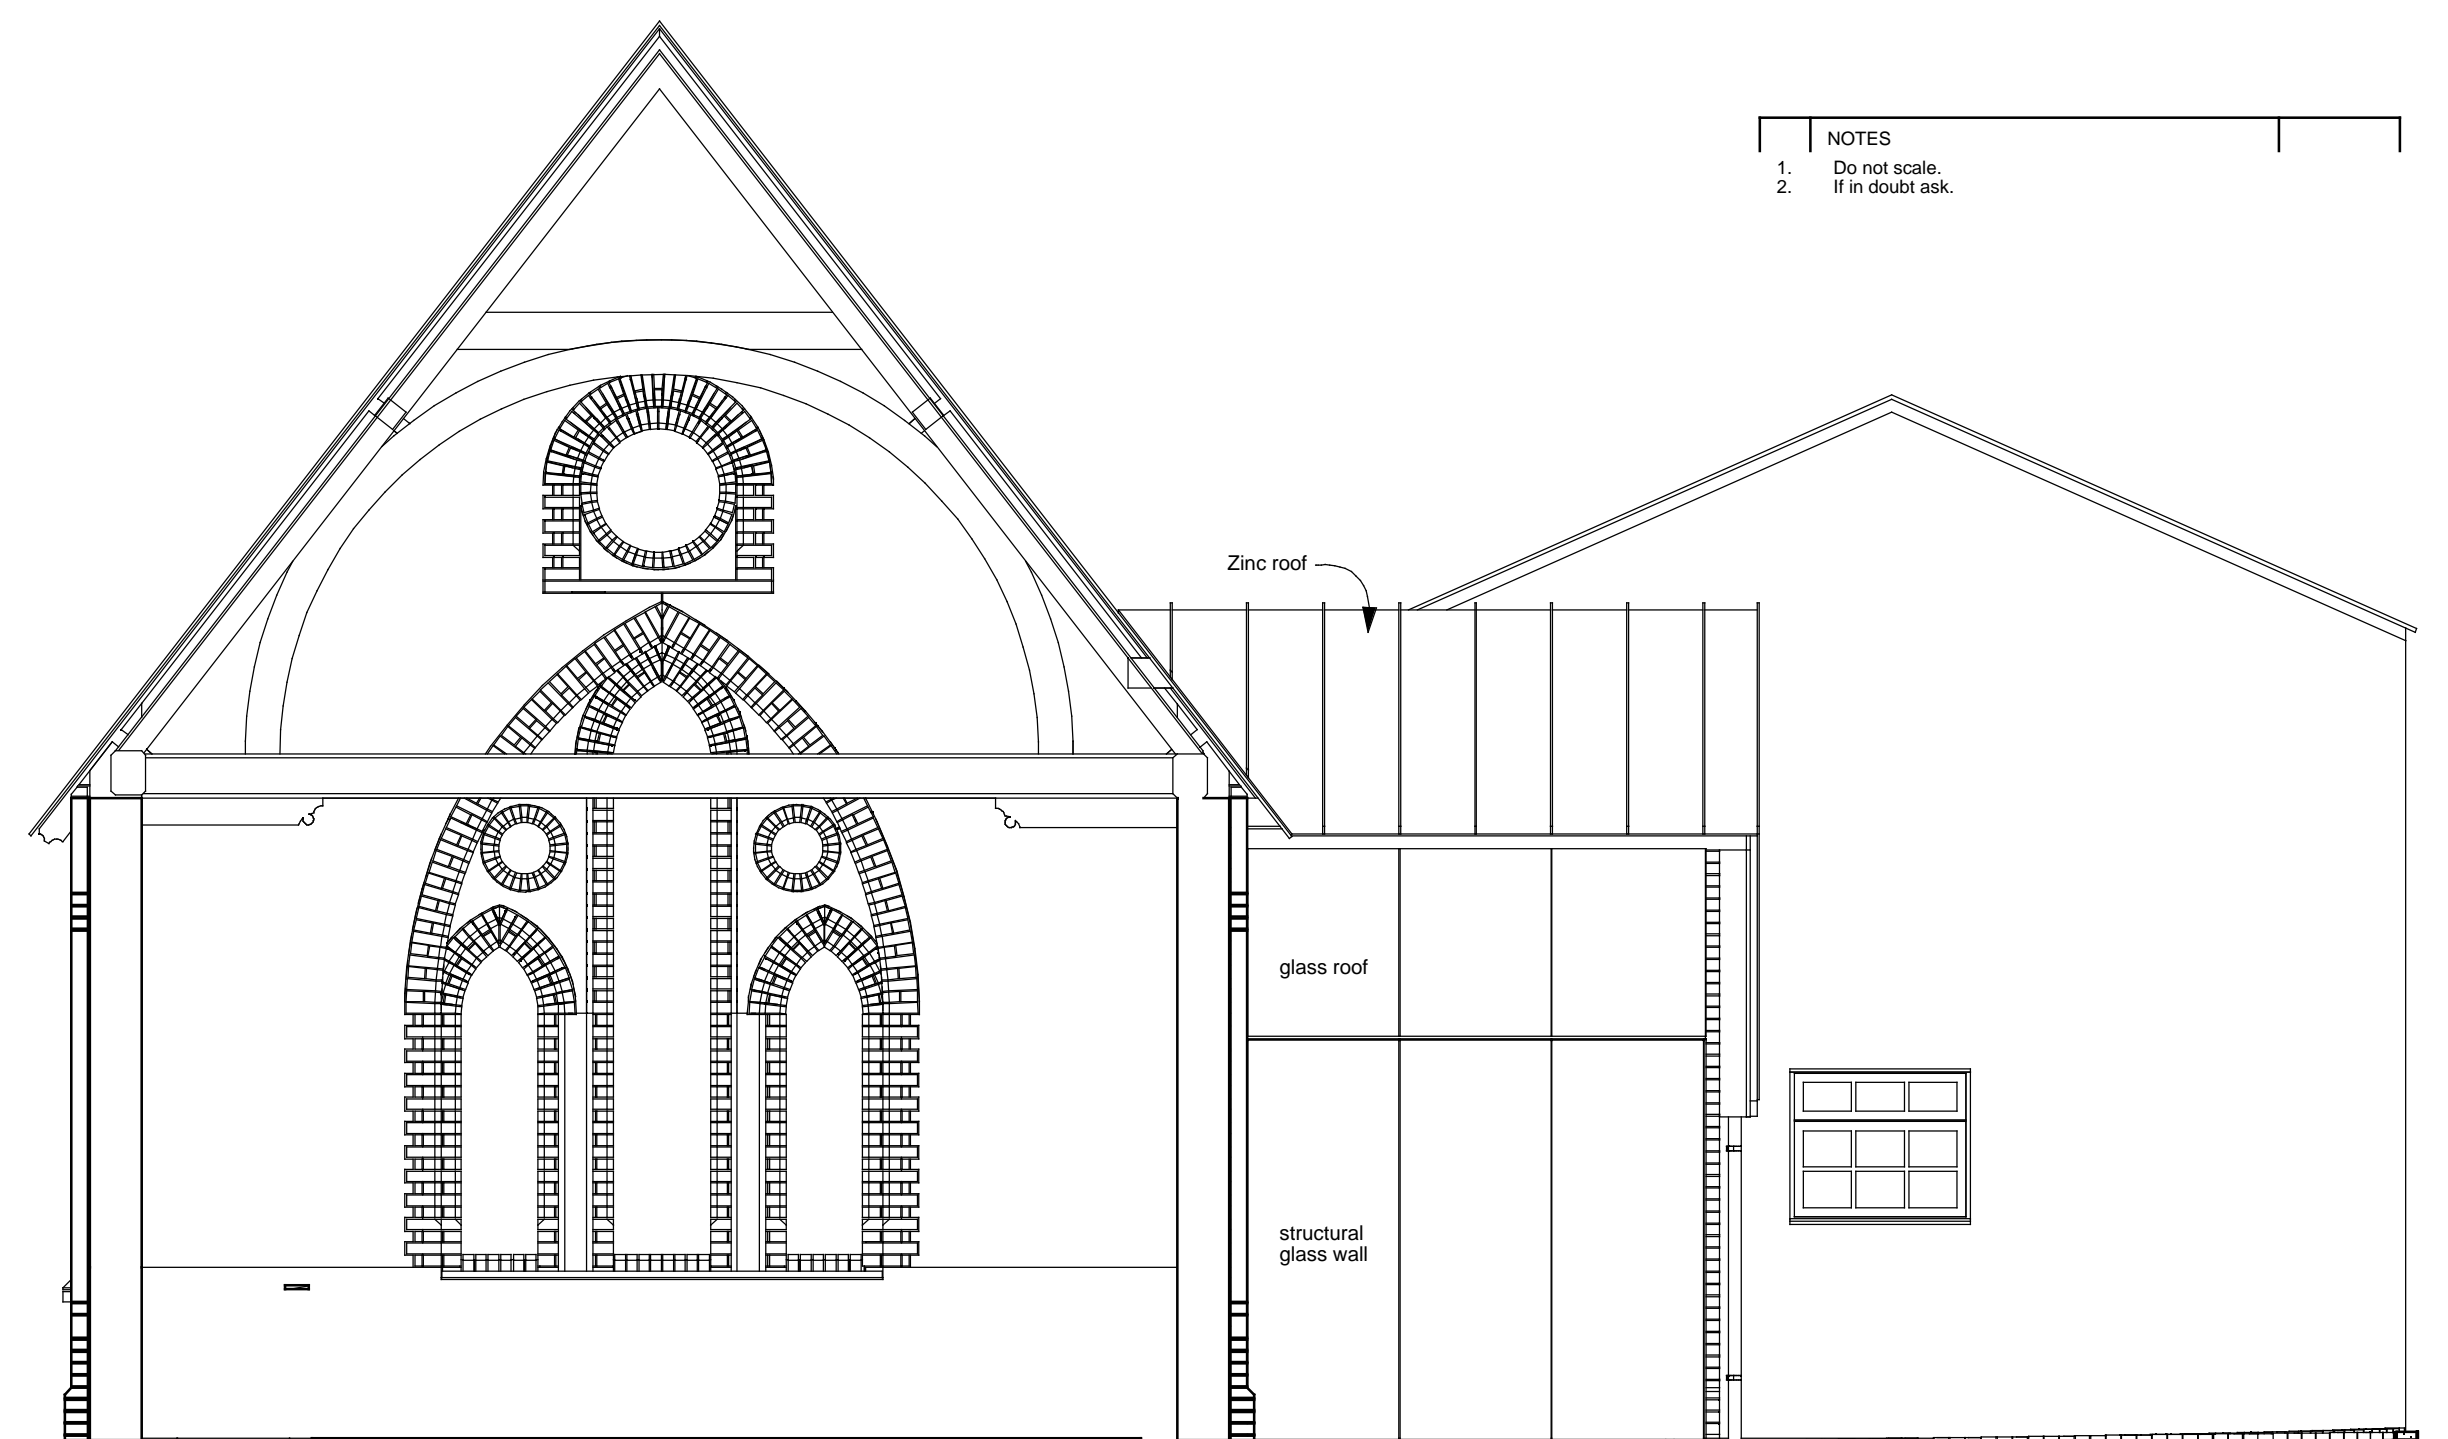 NOTES
1. Do not scale.
2. If in doubt ask.
Zinc roof
glass roof
structural
glass wall